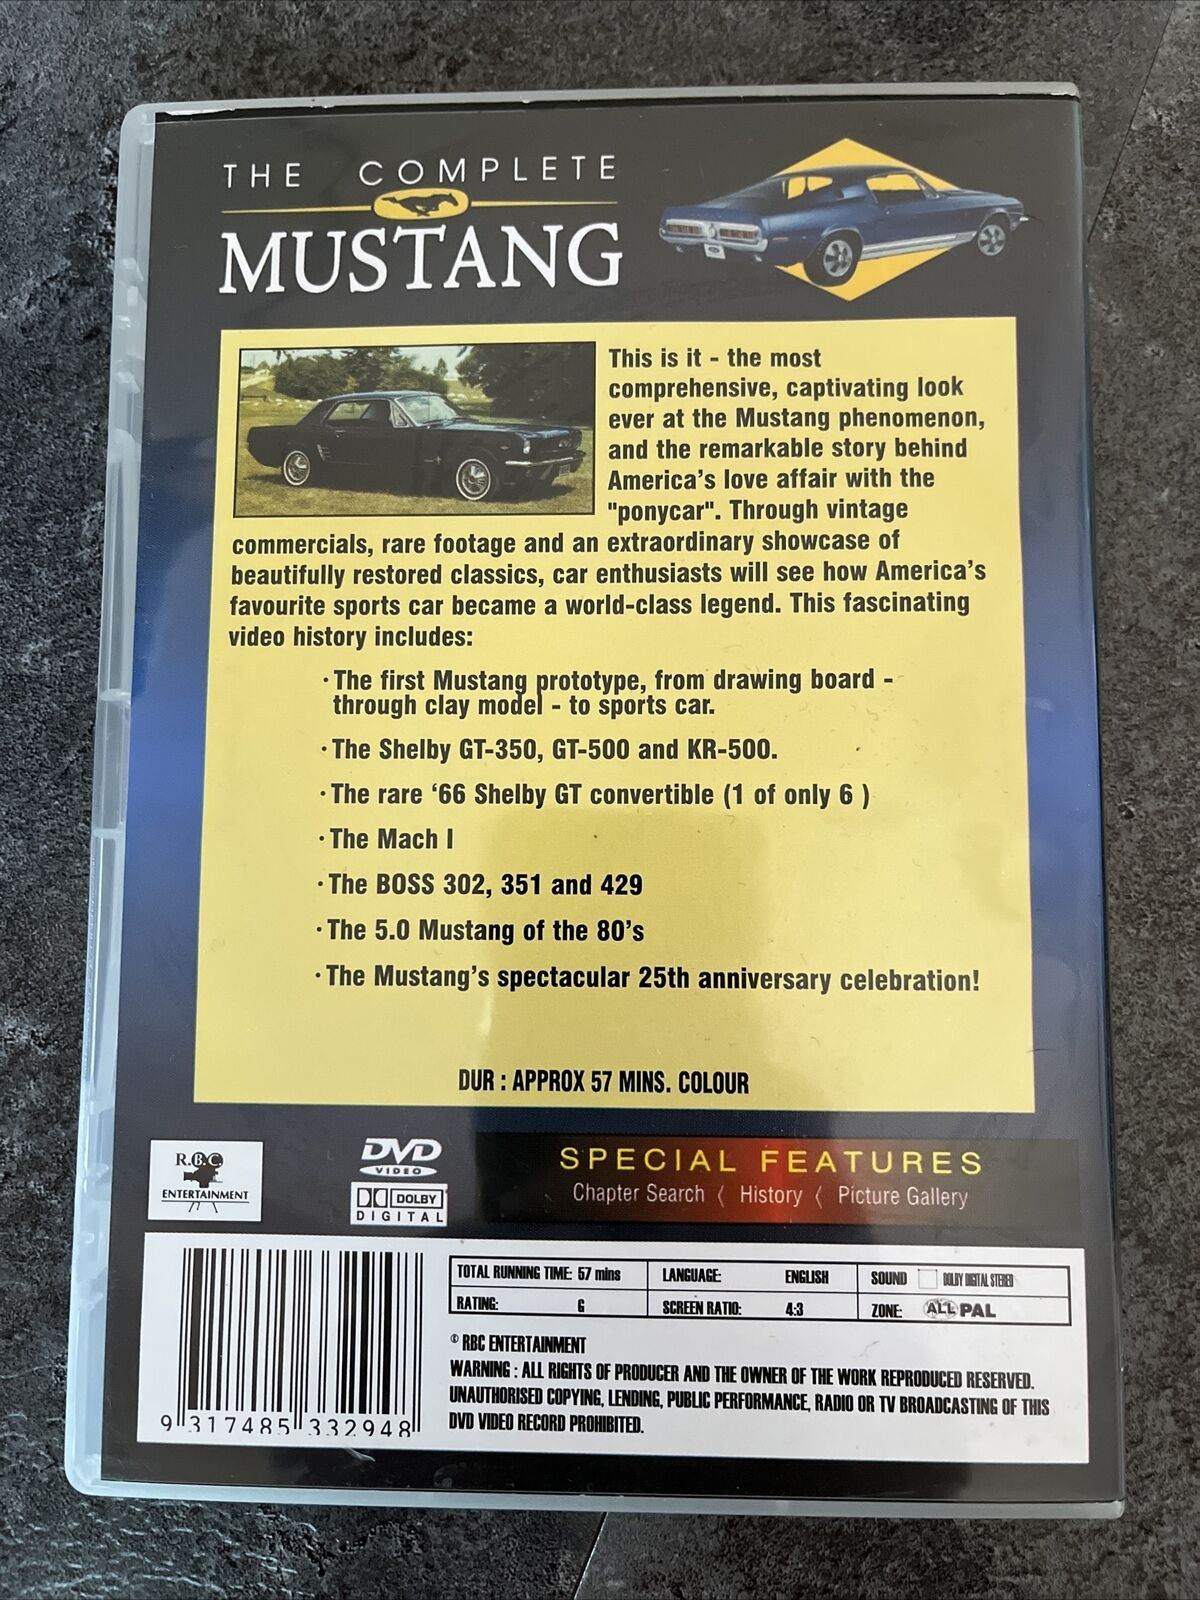 THE COMPLETE
MUSTANG
This is it - the most
comprehensive, captivating look
ever at the Mustang phenomenon,
and the remarkable story behind
America's love affair with the
"ponycar". Through vintage
commercials, rare footage and an extraordinary showcase of
beautifully restored classics, car enthusiasts will see how America's
favourite sports car became a world-class legend. This fascinating
video history includes:
·The first Mustang prototype, from drawing board -
through clay model - to sports car.
·The Shelby GT-350, GT-500 and KR-500.
·The rare ‘66 Shelby GT convertible (1 of only 6 )
·The Mach I
·The BOSS 302, 351 and 429
·The 5.0 Mustang of the 80's
·The Mustang's spectacular 25th anniversary celebration!
DUR : APPROX 57 MINS. COLOUR
R.B.C.
ENTERTAINMENT
DVD
VIDEO
DOLBY
DIGITAL
SPECIAL FEATURES
Chapter Search 〈 History 〈 Picture Gallery
TOTAL RUNNING TIME: 57 mins LANGUAGE: ENGLISH SOUND DOLBY DIGITAL STEREO
RATING: G SCREEN RATIO: 4:3 ZONE: ALL PAL
© RBC ENTERTAINMENT
WARNING : ALL RIGHTS OF PRODUCER AND THE OWNER OF THE WORK REPRODUCED RESERVED.
UNAUTHORISED COPYING, LENDING, PUBLIC PERFORMANCE, RADIO OR TV BROADCASTING OF THIS
DVD VIDEO RECORD PROHIBITED.
9 317485 332948